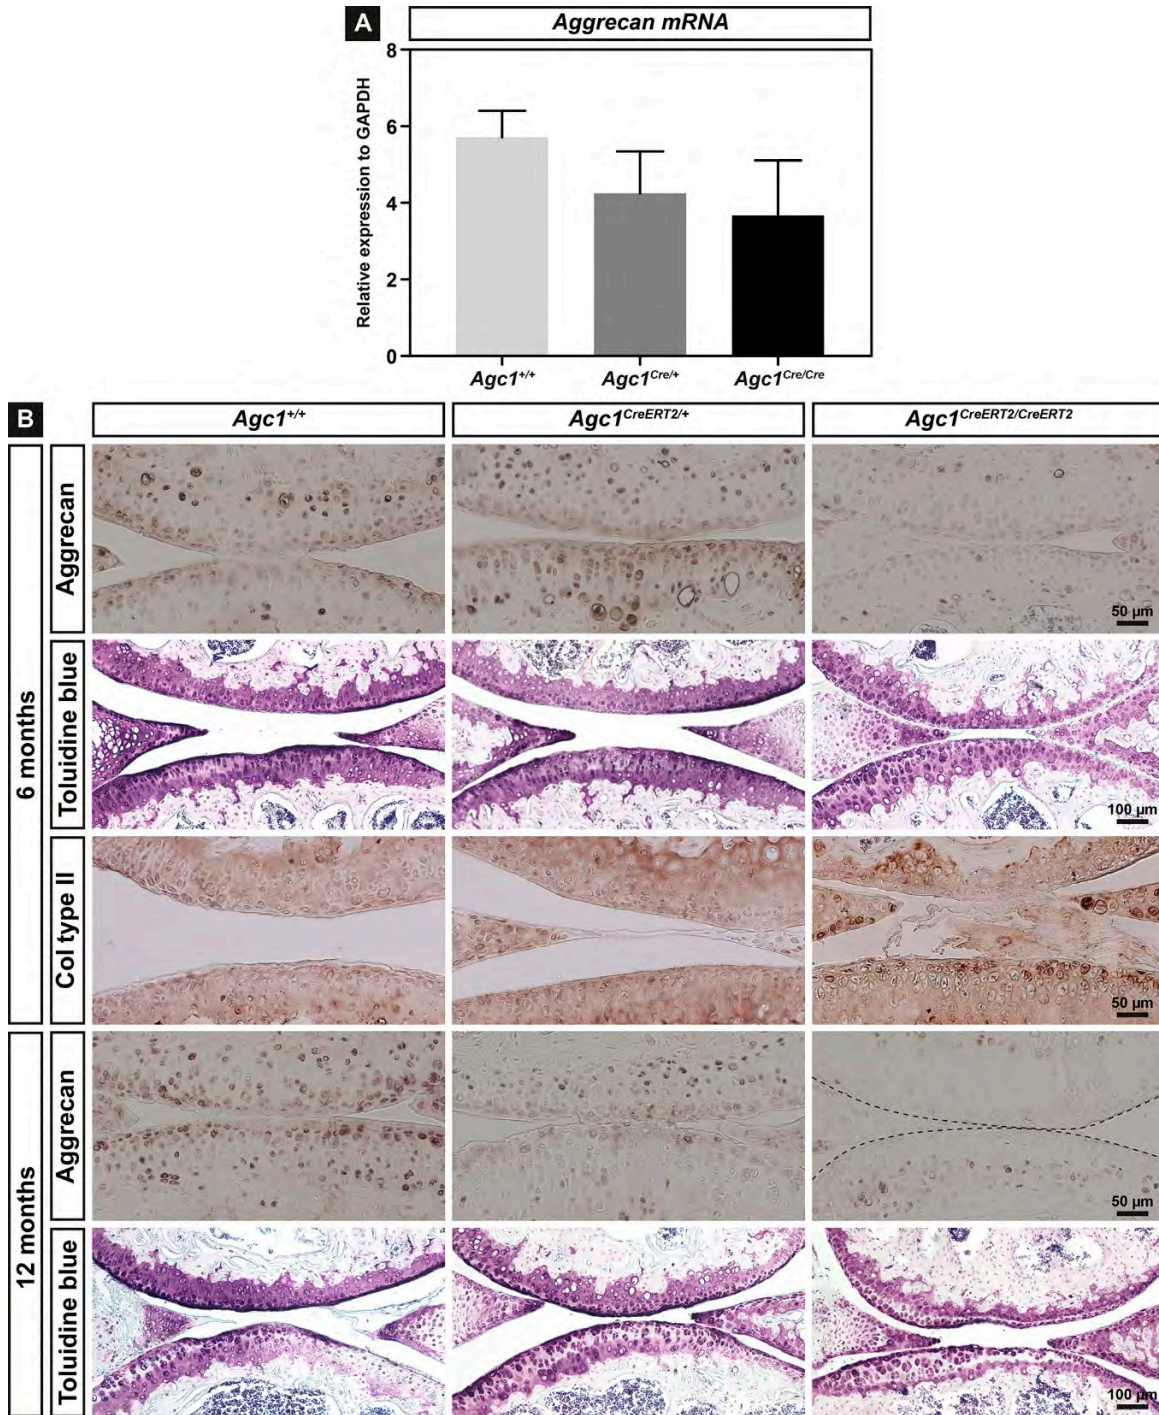 A
Aggrecan mRNA
Relative expression to GAPDH
8
6
4
2
0
Agc1+/+
Agc1Cre/+
Agc1Cre/Cre
B
Agc1+/+
Agc1CreERT2/+
Agc1CreERT2/CreERT2
6 months
Aggrecan
50 µm
Toluidine blue
100 µm
Col type II
50 µm
12 months
Aggrecan
50 µm
Toluidine blue
100 µm